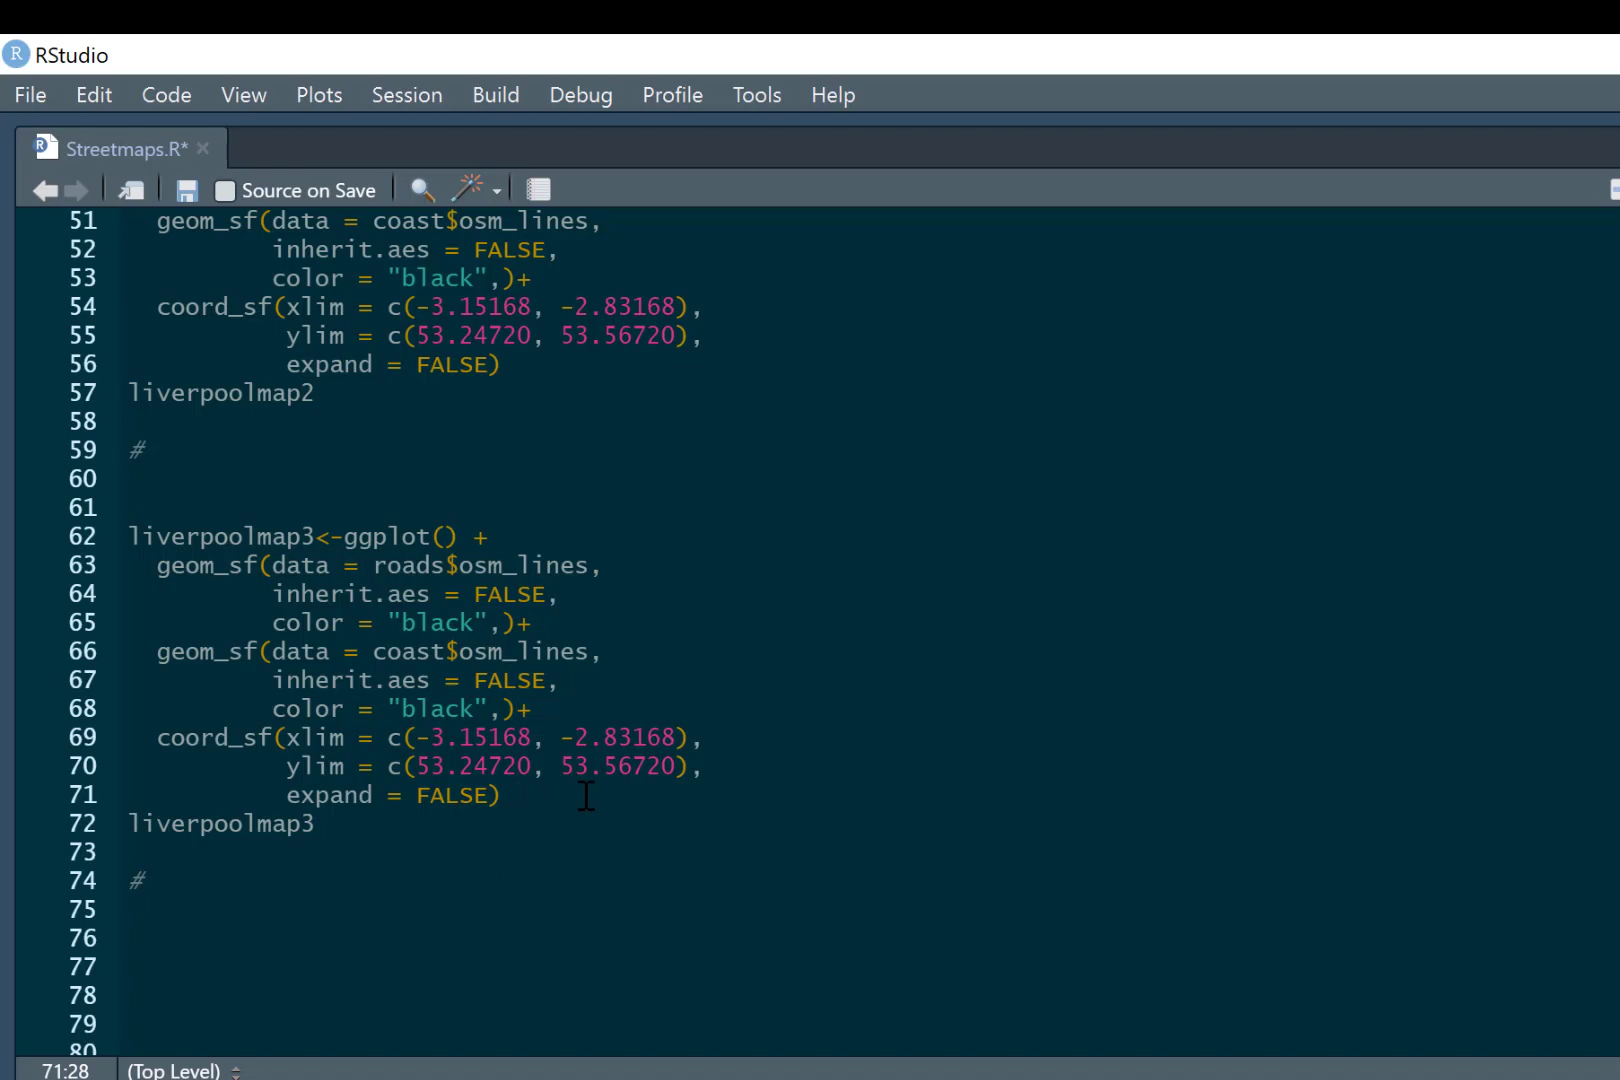 R RStudio
File Edit Code View Plots Session Build Debug Profile Tools Help
R Streetmaps.R* ×
Source on Save
51 geom_sf(data = coast$osm_lines,
52 inherit.aes = FALSE,
53 color = "black",)+
54 coord_sf(xlim = c(-3.15168, -2.83168),
55 ylim = c(53.24720, 53.56720),
56 expand = FALSE)
57 liverpoolmap2
58
59 #
60
61
62 liverpoolmap3<-ggplot() +
63 geom_sf(data = roads$osm_lines,
64 inherit.aes = FALSE,
65 color = "black",)+
66 geom_sf(data = coast$osm_lines,
67 inherit.aes = FALSE,
68 color = "black",)+
69 coord_sf(xlim = c(-3.15168, -2.83168),
70 ylim = c(53.24720, 53.56720),
71 expand = FALSE)
72 liverpoolmap3
73
74 #
75
76
77
78
79
80
71:28 (Top Level)